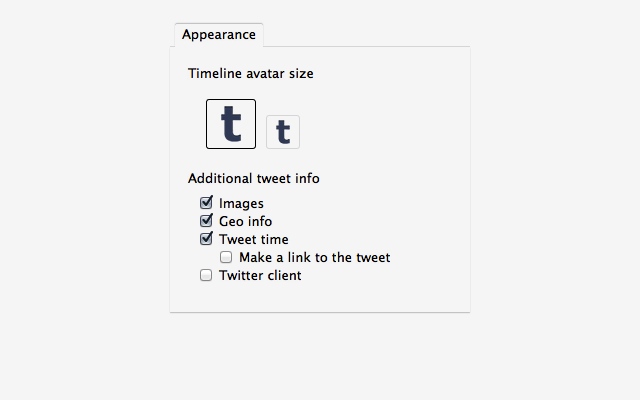 Appearance
Timeline avatar size
t t
Additional tweet info
Images
Geo info
Tweet time
Make a link to the tweet
Twitter client